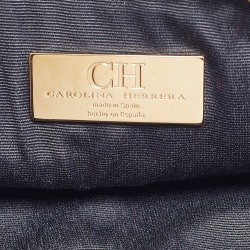 CH
CAROLINA HERRERA
made in Spain
hecho en España